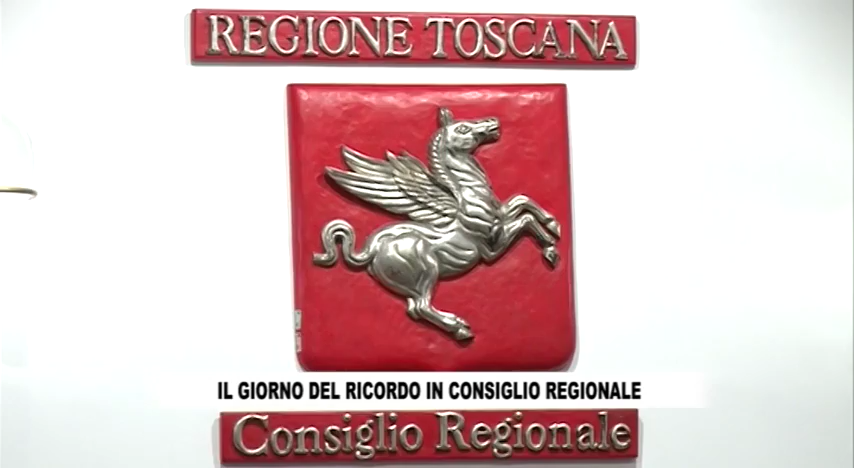 REGIONE TOSCANA
IL GIORNO DEL RICORDO IN CONSIGLIO REGIONALE
Consiglio Regionale